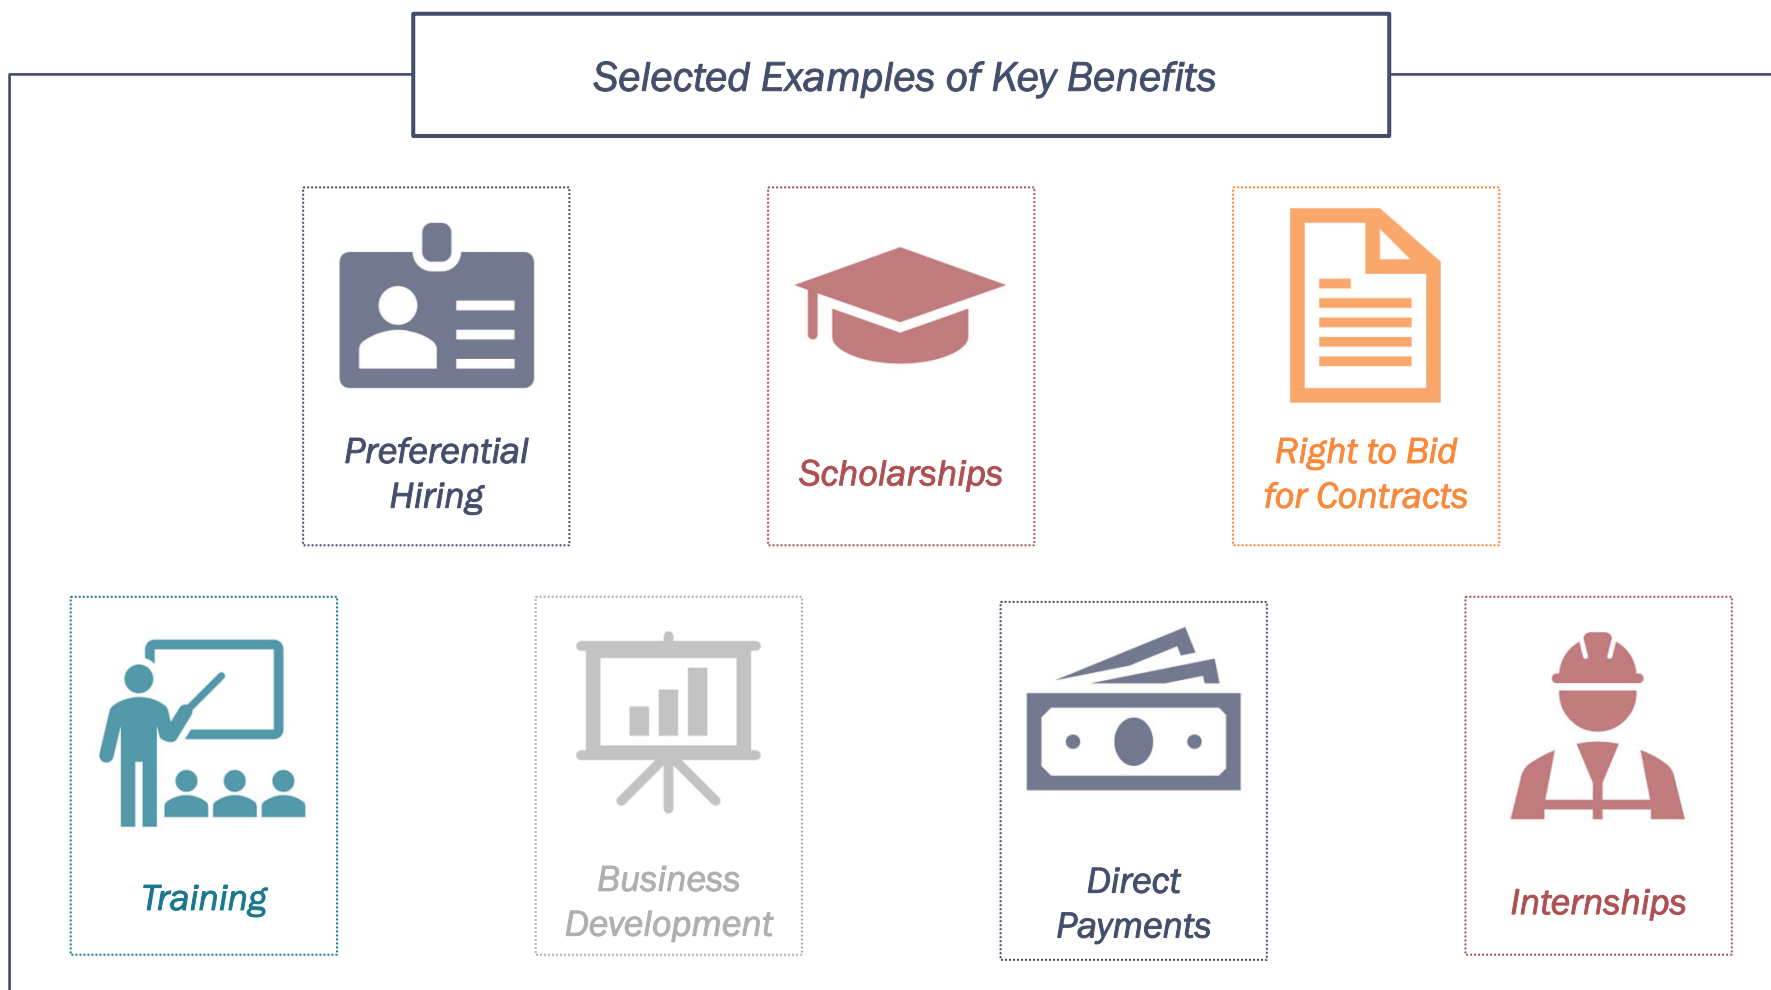 Selected Examples of Key Benefits
Preferential
Hiring
Scholarships
Right to Bid
for Contracts
Training
Business
Development
Direct
Payments
Internships